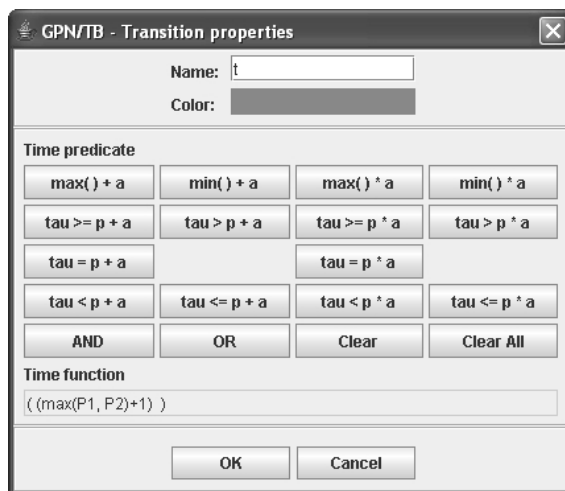 GPN/TB - Transition properties
Name: t
Color:
Time predicate
max( ) + a min( ) + a max( ) * a min( ) * a
tau >= p + a tau > p + a tau >= p * a tau > p * a
tau = p + a tau = p * a
tau < p + a tau <= p + a tau < p * a tau <= p * a
AND OR Clear Clear All
Time function
( (max(P1, P2)+1) )
OK Cancel